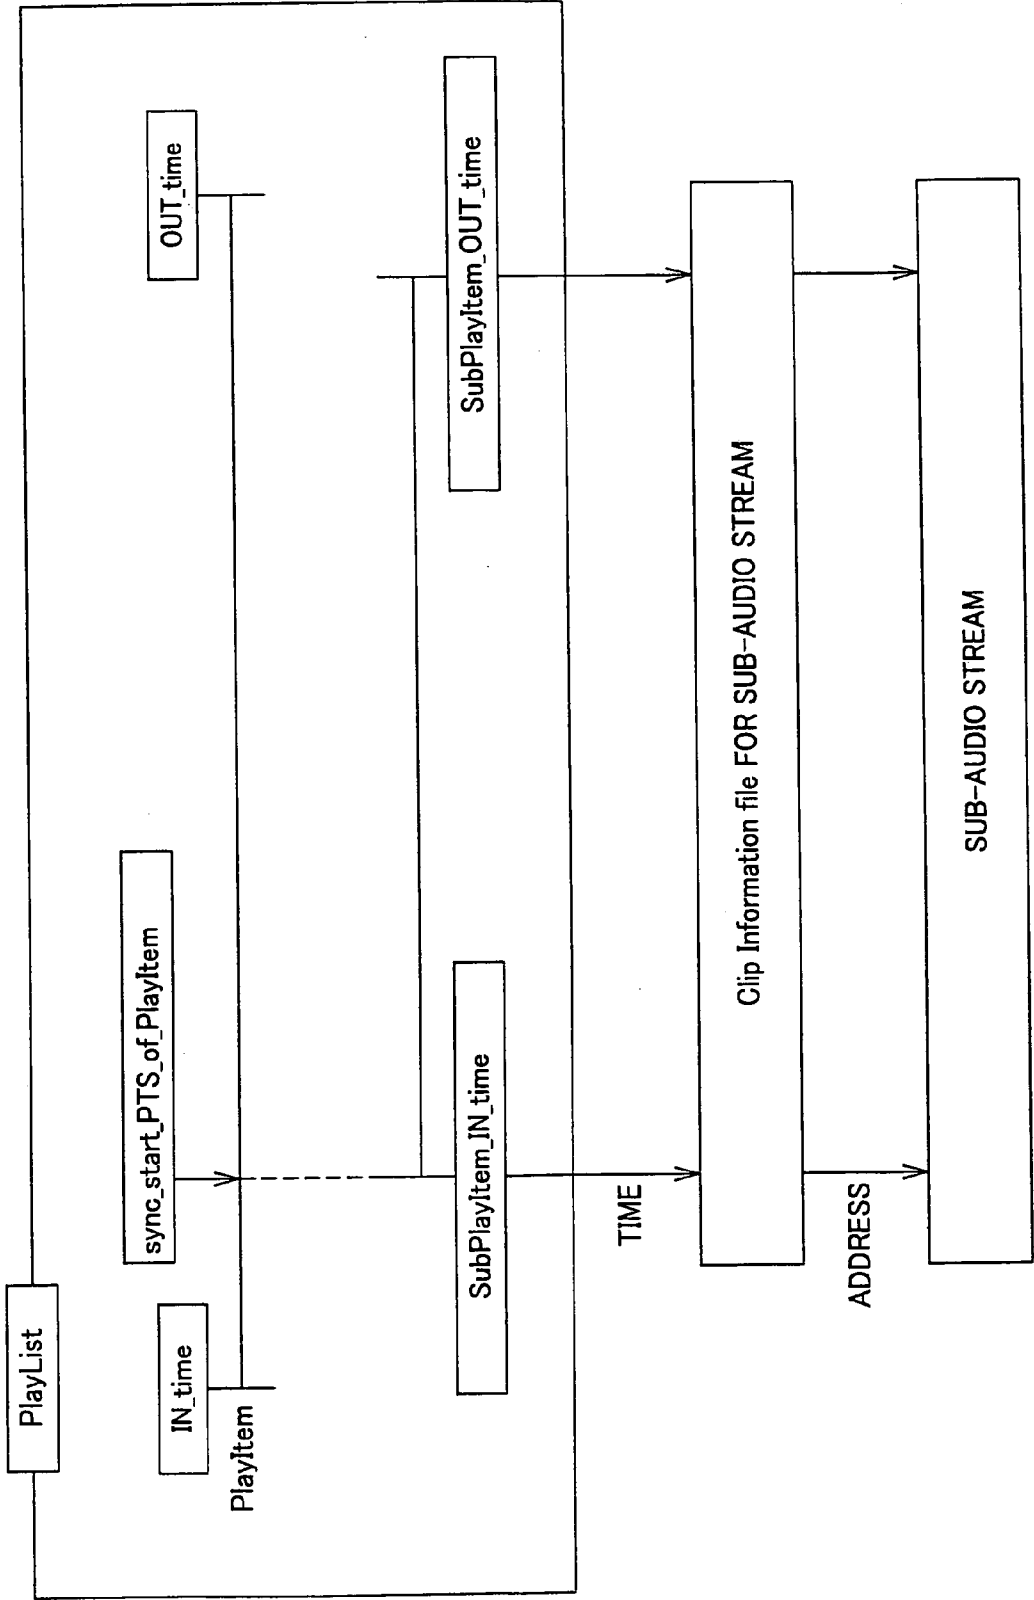 PlayList
IN_time
sync_start_PTS_of_PlayItem
OUT_time
PlayItem
SubPlayItem_IN_time
SubPlayItem_OUT_time
TIME
Clip Information file FOR SUB-AUDIO STREAM
ADDRESS
SUB-AUDIO STREAM